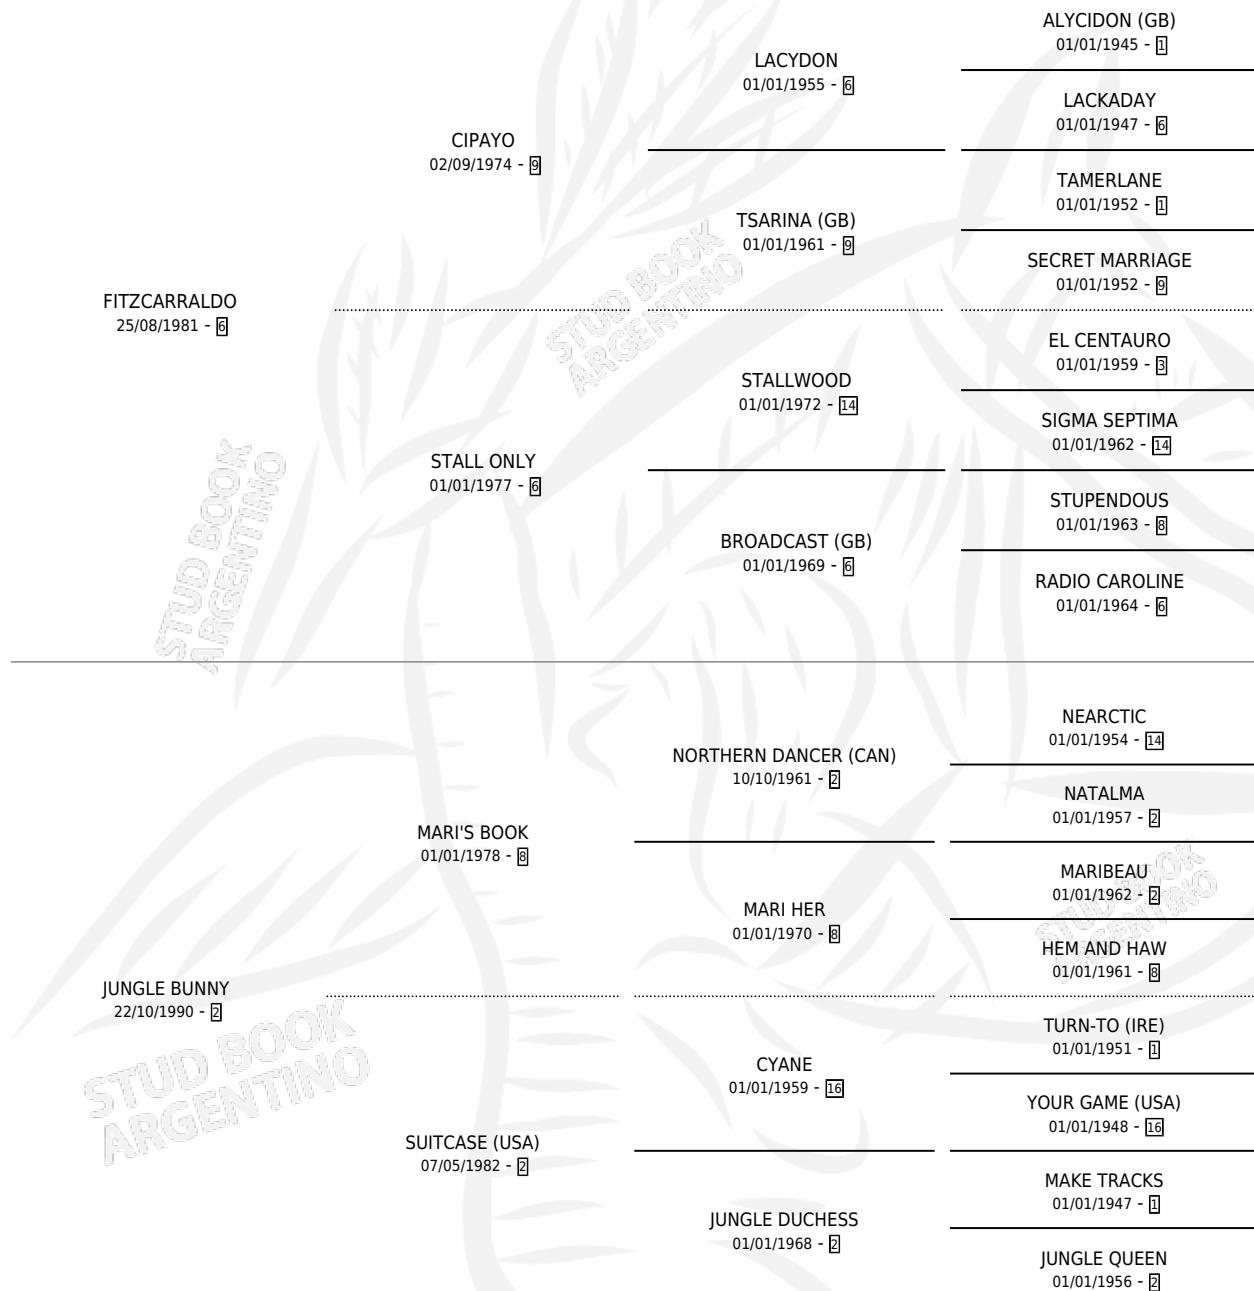 ALYCIDON (GB)
01/01/1945 - 1
LACYDON
01/01/1955 - 6
LACKADAY
01/01/1947 - 6
CIPAYO
02/09/1974 - 9
TAMERLANE
01/01/1952 - 1
TSARINA (GB)
01/01/1961 - 9
SECRET MARRIAGE
01/01/1952 - 9
FITZCARRALDO
25/08/1981 - 6
EL CENTAURO
01/01/1959 - 3
STALLWOOD
01/01/1972 - 14
SIGMA SEPTIMA
01/01/1962 - 14
STALL ONLY
01/01/1977 - 6
STUPENDOUS
01/01/1963 - 8
BROADCAST (GB)
01/01/1969 - 6
RADIO CAROLINE
01/01/1964 - 6
NEARCTIC
01/01/1954 - 14
NORTHERN DANCER (CAN)
10/10/1961 - 2
NATALMA
01/01/1957 - 2
MARI'S BOOK
01/01/1978 - 8
MARIBEAU
01/01/1962 - 2
MARI HER
01/01/1970 - 8
HEM AND HAW
01/01/1961 - 8
JUNGLE BUNNY
22/10/1990 - 2
TURN-TO (IRE)
01/01/1951 - 1
CYANE
01/01/1959 - 16
YOUR GAME (USA)
01/01/1948 - 16
SUITCASE (USA)
07/05/1982 - 2
MAKE TRACKS
01/01/1947 - 1
JUNGLE DUCHESS
01/01/1968 - 2
JUNGLE QUEEN
01/01/1956 - 2
STUD BOOK
ARGENTINO
STUD BOOK
ARGENTINO
STUD BOOK
ARGENTINO
STUD BOOK
ARGENTINO